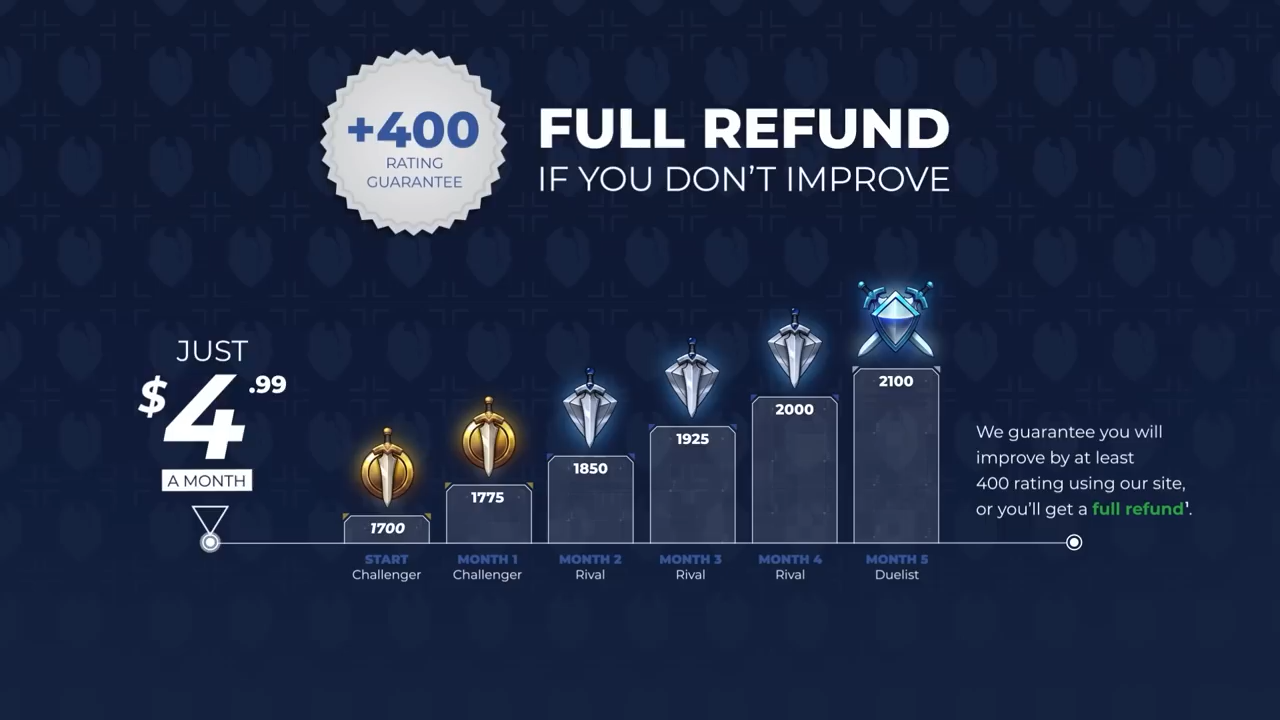 +400
RATING
GUARANTEE
FULL REFUND
IF YOU DON'T IMPROVE
JUST
$4.99
A MONTH
1700
1775
1850
1925
2000
2100
START
Challenger
MONTH 1
Challenger
MONTH 2
Rival
MONTH 3
Rival
MONTH 4
Rival
MONTH 5
Duelist
We guarantee you will
improve by at least
400 rating using our site,
or you'll get a full refund¹.